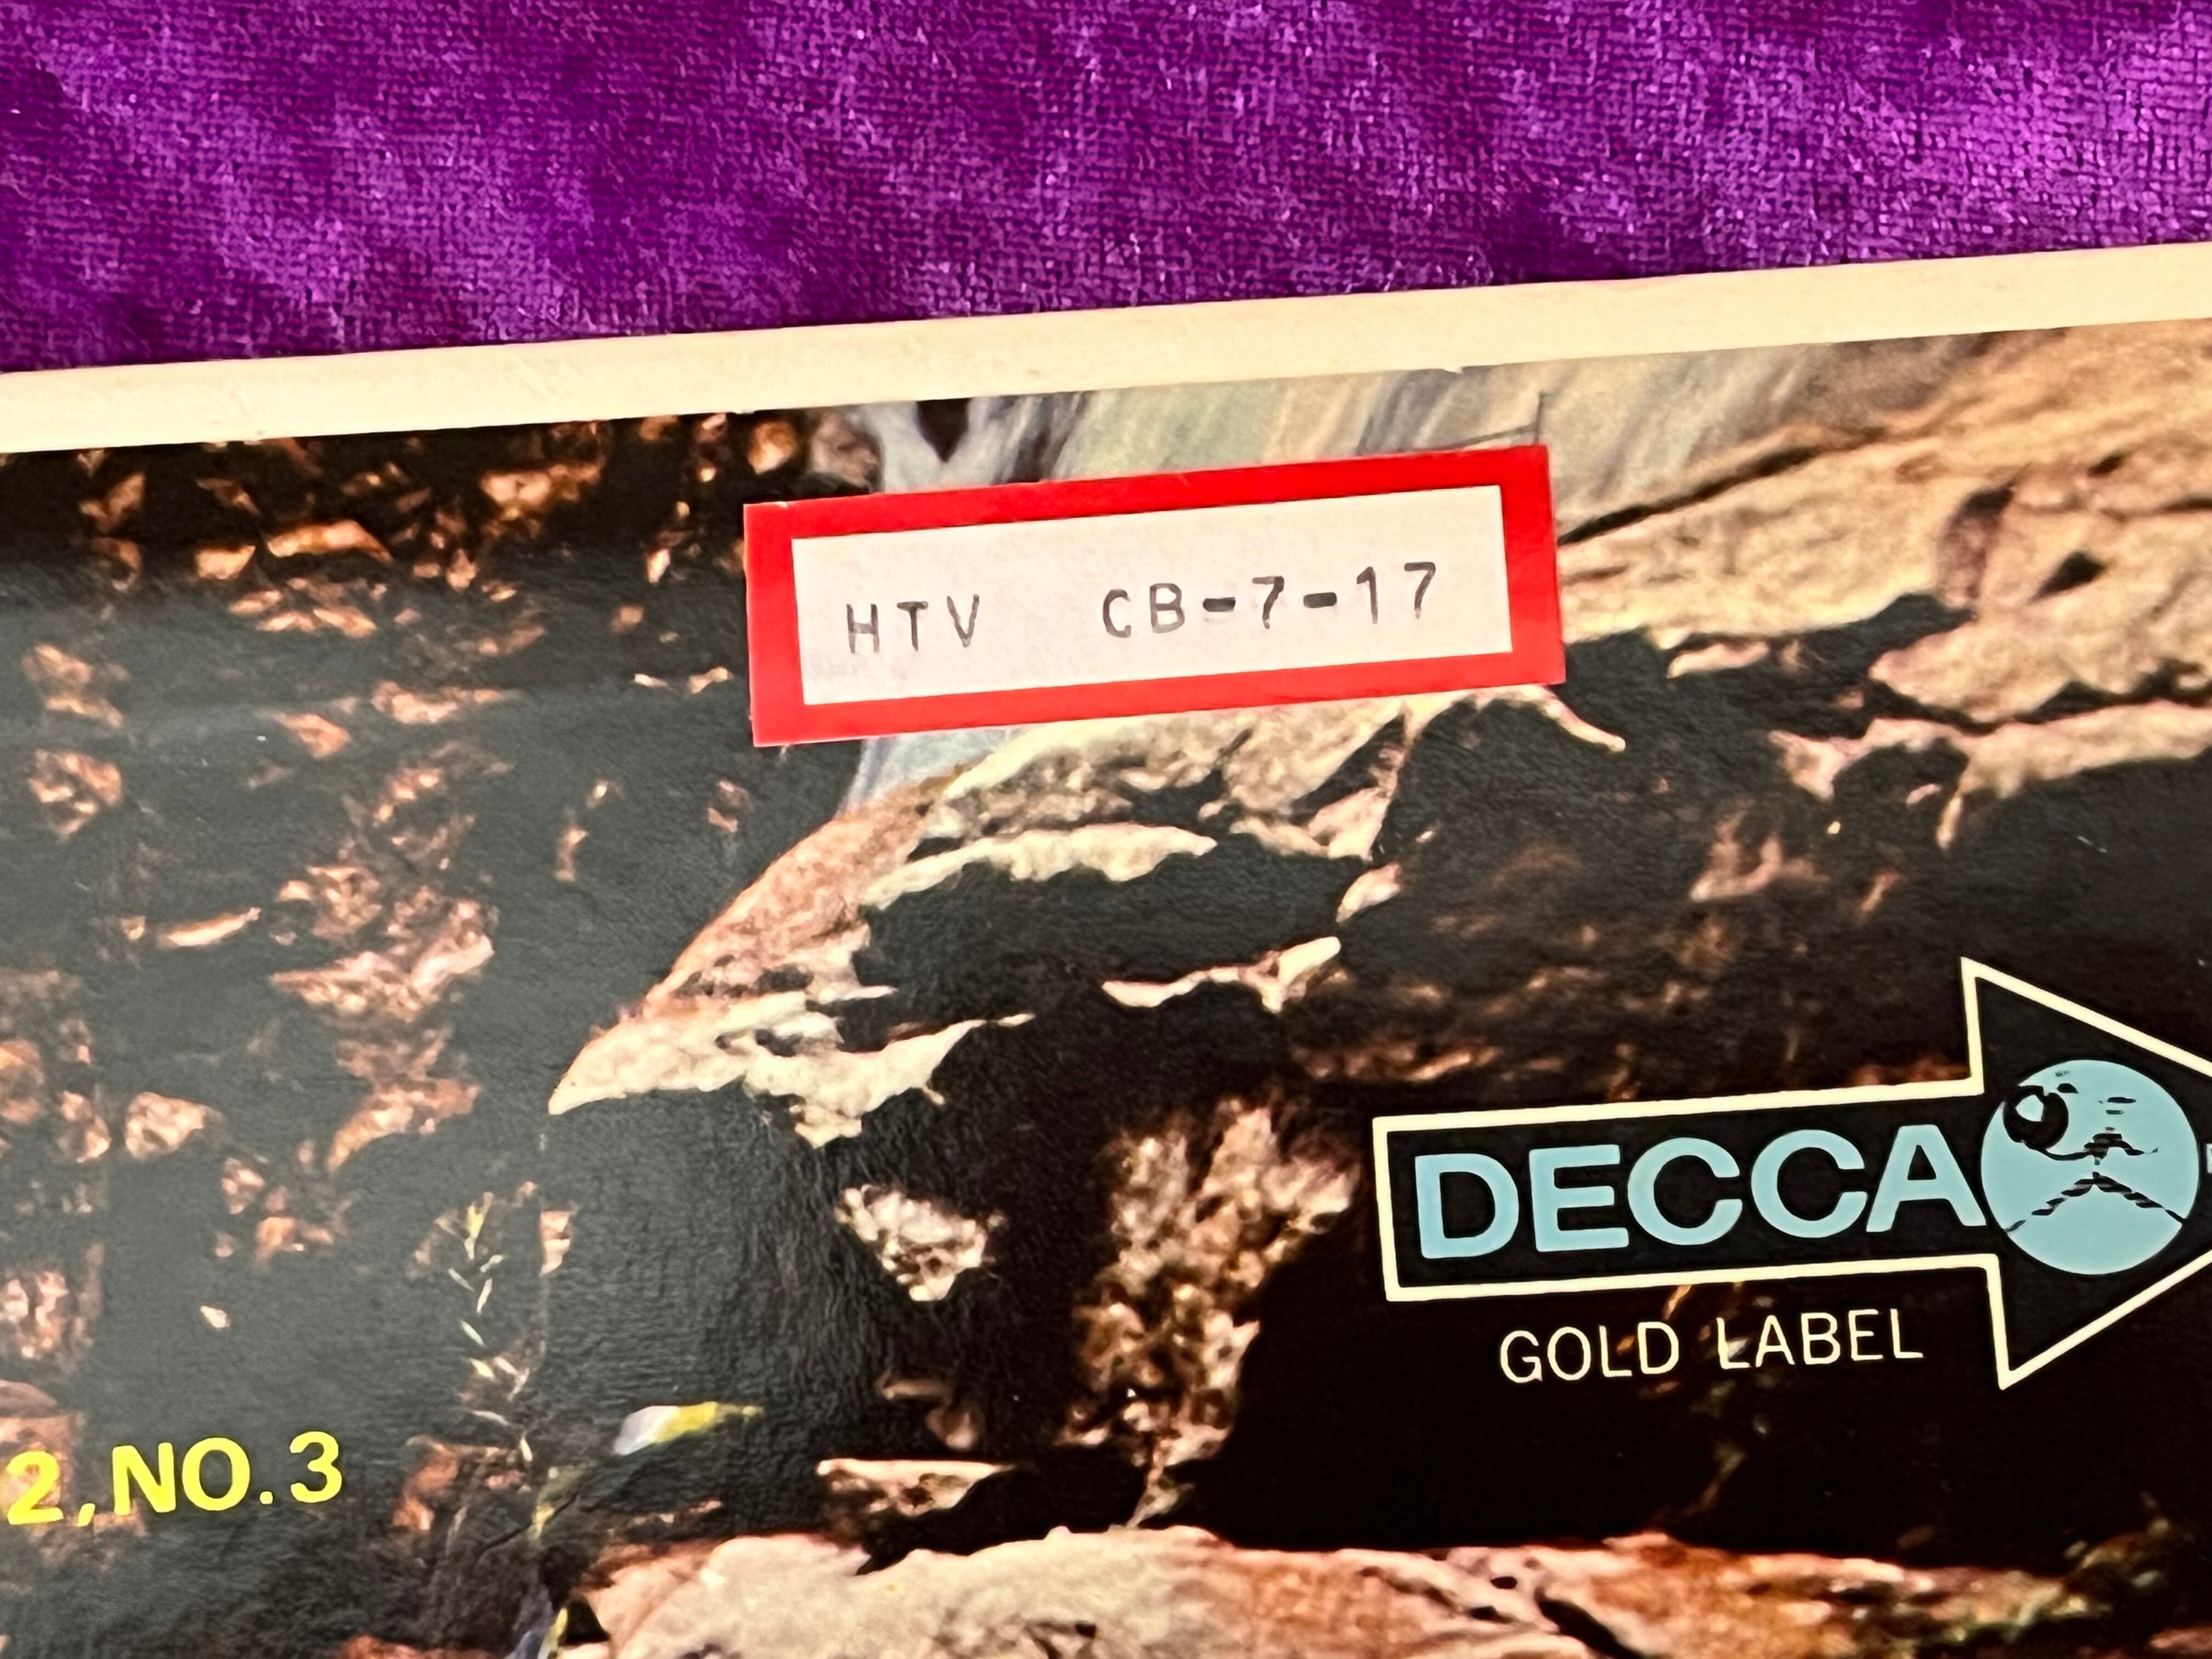 HTV CB-7-17
DECCA
GOLD LABEL
2, NO. 3